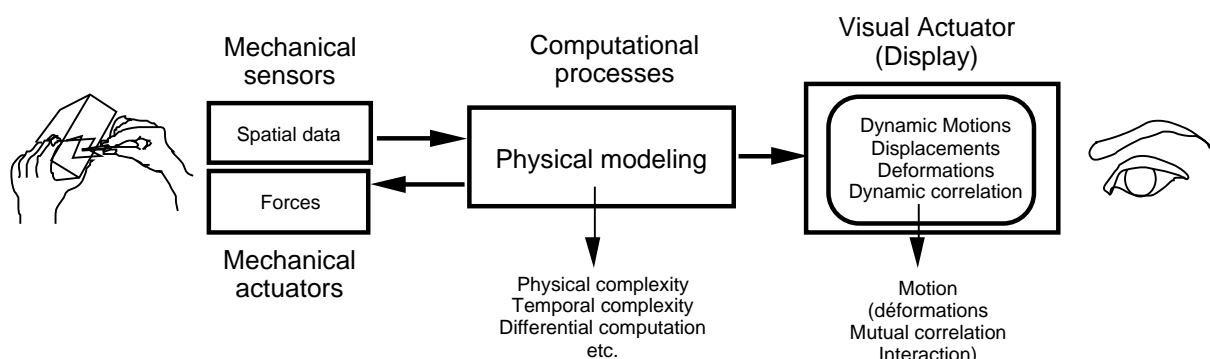 Mechanical
sensors
Spatial data
Forces
Mechanical
actuators
Computational
processes
Physical modeling
Physical complexity
Temporal complexity
Differential computation
etc.
Visual Actuator
(Display)
Dynamic Motions
Displacements
Deformations
Dynamic correlation
Motion
(déformations
Mutual correlation
Interaction)